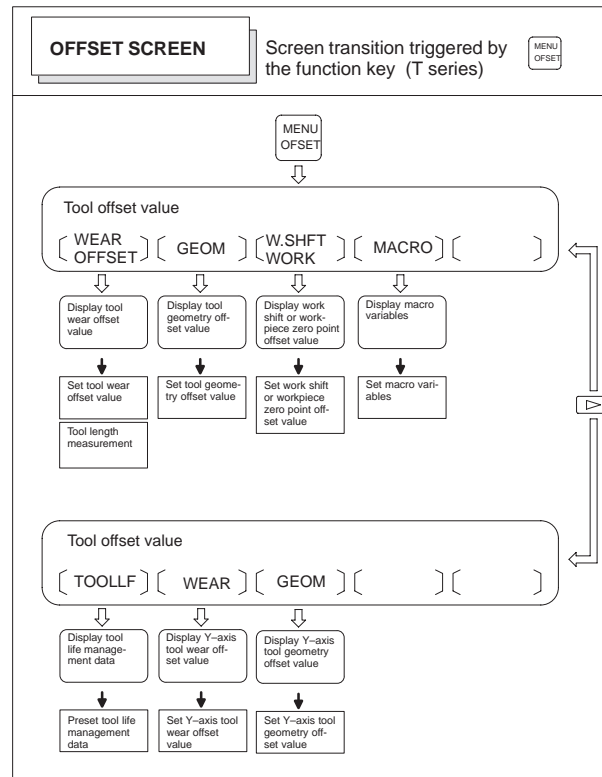 OFFSET SCREEN
Screen transition triggered by
the function key (T series)
MENU
OFSET
MENU
OFSET
Tool offset value
WEAR
OFFSET
GEOM
W.SHFT
WORK
MACRO
Display tool
wear offset
value
Display tool
geometry off-
set value
Display work
shift or work-
piece zero point
offset value
Display macro
variables
Set tool wear
offset value
Tool length
measurement
Set tool geome-
try offset value
Set work shift
or workpiece
zero point off-
set value
Set macro vari-
ables
Tool offset value
TOOLLF
WEAR
GEOM
Display tool
life manage-
ment data
Display Y–axis
tool wear off-
set value
Display Y–axis
tool geometry
offset value
Preset tool life
management
data
Set Y–axis tool
wear offset
value
Set Y–axis tool
geometry off-
set value